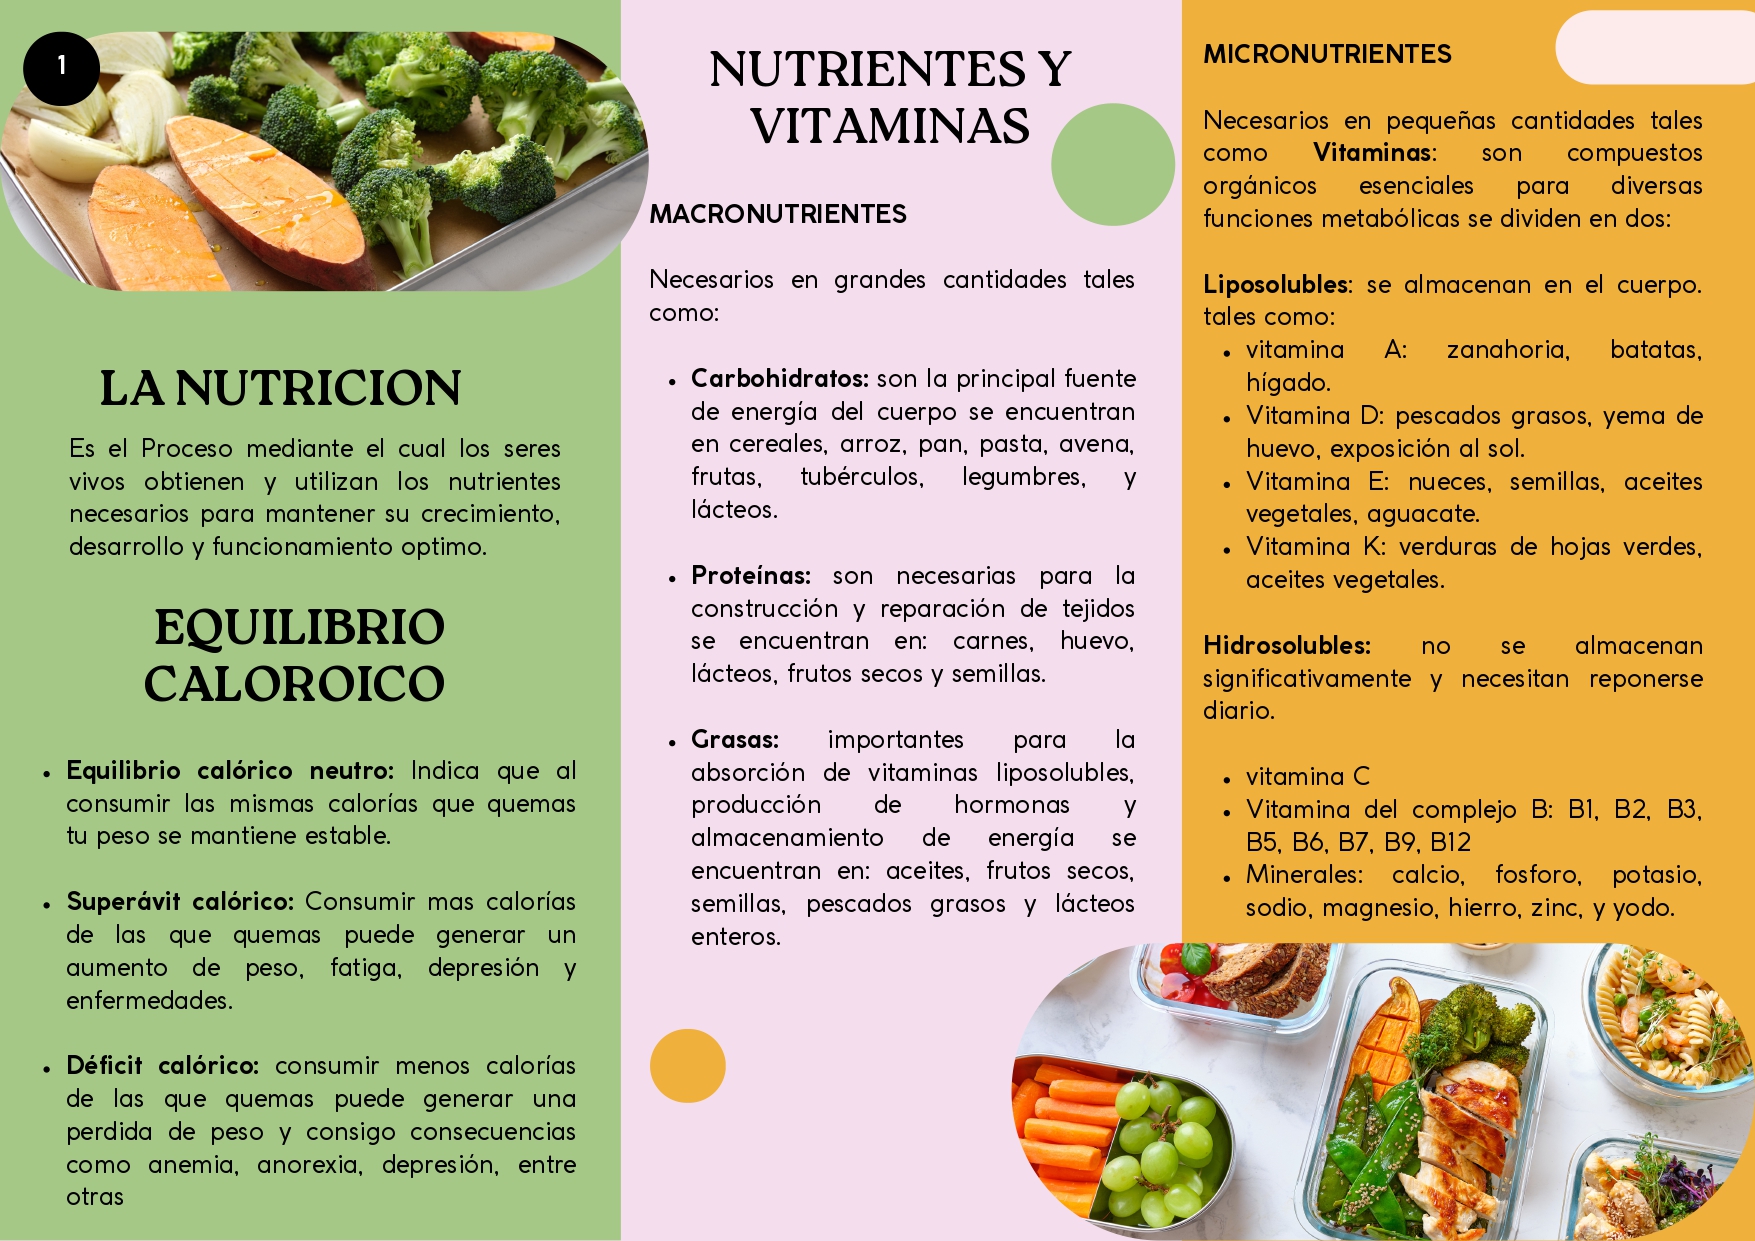 1
LA NUTRICION
Es el Proceso mediante el cual los seres
vivos obtienen y utilizan los nutrientes
necesarios para mantener su crecimiento,
desarrollo y funcionamiento optimo.
EQUILIBRIO
CALOROICO
• Equilibrio calórico neutro: Indica que al
consumir las mismas calorías que quemas
tu peso se mantiene estable.
• Superávit calórico: Consumir mas calorías
de las que quemas puede generar un
aumento de peso, fatiga, depresión y
enfermedades.
• Déficit calórico: consumir menos calorías
de las que quemas puede generar una
perdida de peso y consigo consecuencias
como anemia, anorexia, depresión, entre
otras
NUTRIENTES Y
VITAMINAS
MACRONUTRIENTES
Necesarios en grandes cantidades tales
como:
• Carbohidratos: son la principal fuente
de energía del cuerpo se encuentran
en cereales, arroz, pan, pasta, avena,
frutas, tubérculos, legumbres, y
lácteos.
• Proteínas: son necesarias para la
construcción y reparación de tejidos
se encuentran en: carnes, huevo,
lácteos, frutos secos y semillas.
• Grasas: importantes para la
absorción de vitaminas liposolubles,
producción de hormonas y
almacenamiento de energía se
encuentran en: aceites, frutos secos,
semillas, pescados grasos y lácteos
enteros.
MICRONUTRIENTES
Necesarios en pequeñas cantidades tales
como Vitaminas: son compuestos
orgánicos esenciales para diversas
funciones metabólicas se dividen en dos:
Liposolubles: se almacenan en el cuerpo.
tales como:
• vitamina A: zanahoria, batatas,
hígado.
• Vitamina D: pescados grasos, yema de
huevo, exposición al sol.
• Vitamina E: nueces, semillas, aceites
vegetales, aguacate.
• Vitamina K: verduras de hojas verdes,
aceites vegetales.
Hidrosolubles: no se almacenan
significativamente y necesitan reponerse
diario.
• vitamina C
• Vitamina del complejo B: B1, B2, B3,
B5, B6, B7, B9, B12
• Minerales: calcio, fosforo, potasio,
sodio, magnesio, hierro, zinc, y yodo.